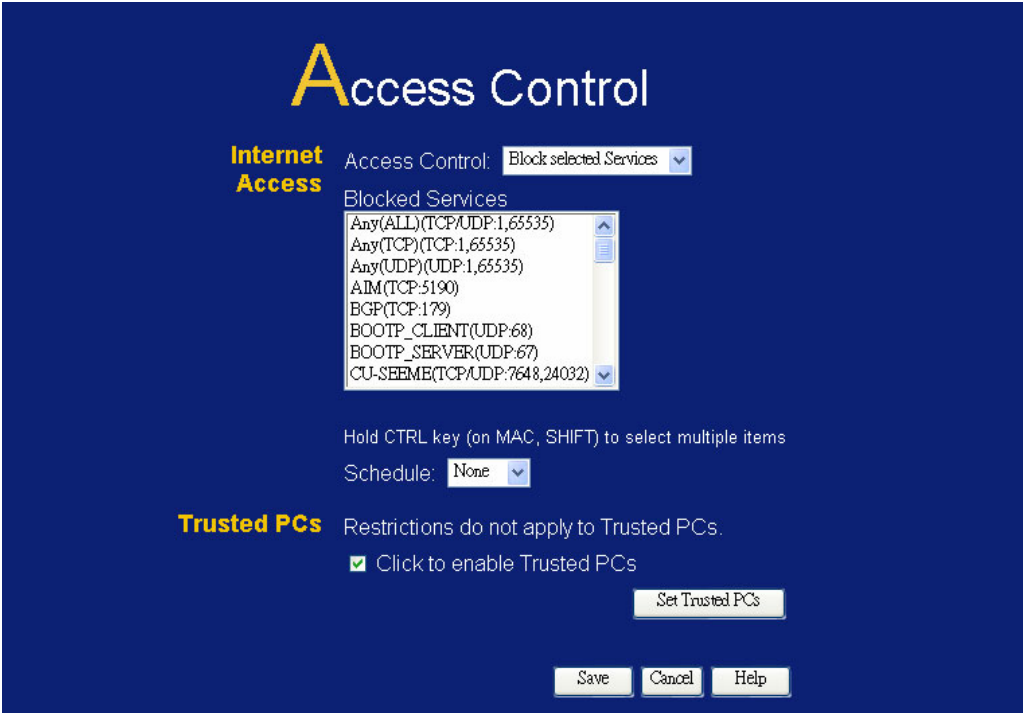 Access Control
Internet Access
Access Control: Block selected Services
Blocked Services
Any(ALL)(TCP/UDP:1,65535)
Any(TCP)(TCP:1,65535)
Any(UDP)(UDP:1,65535)
AIM(TCP:5190)
BGP(TCP:179)
BOOTP_CLIENT(UDP:68)
BOOTP_SERVER(UDP:67)
CU-SEEME(TCP/UDP:7648,24032)
Hold CTRL key (on MAC, SHIFT) to select multiple items
Schedule: None
Trusted PCs
Restrictions do not apply to Trusted PCs.
Click to enable Trusted PCs
Set Trusted PCs
Save Cancel Help